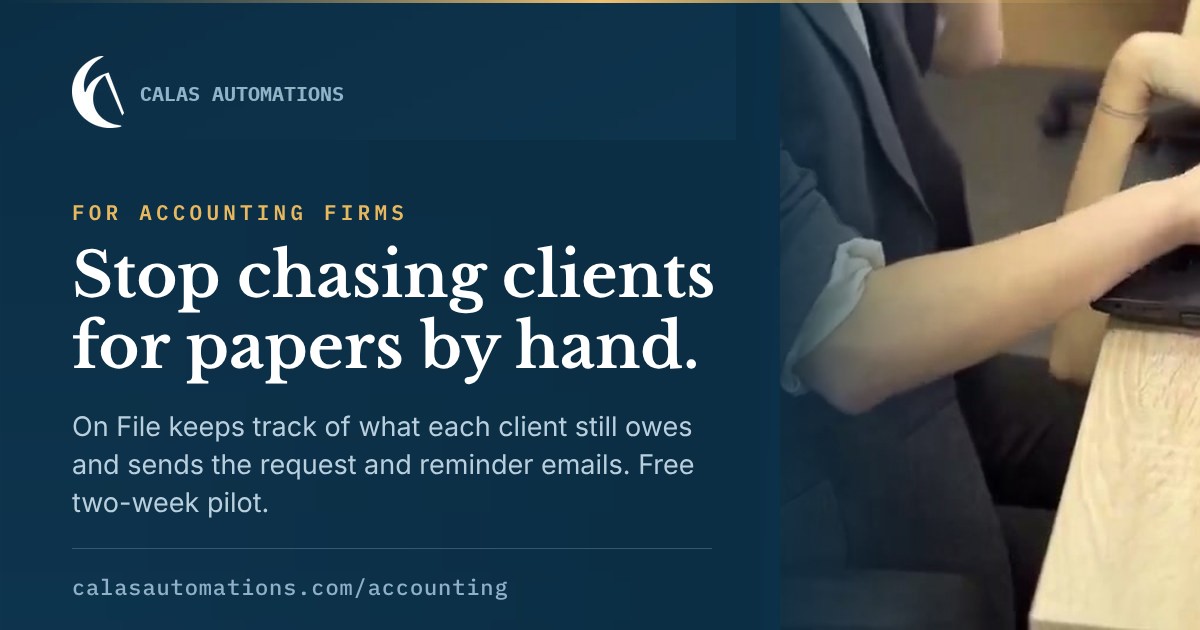 CALAS AUTOMATIONS
FOR ACCOUNTING FIRMS
Stop chasing clients
for papers by hand.
On File keeps track of what each client still owes
and sends the request and reminder emails. Free
two-week pilot.
calasautomations.com/accounting